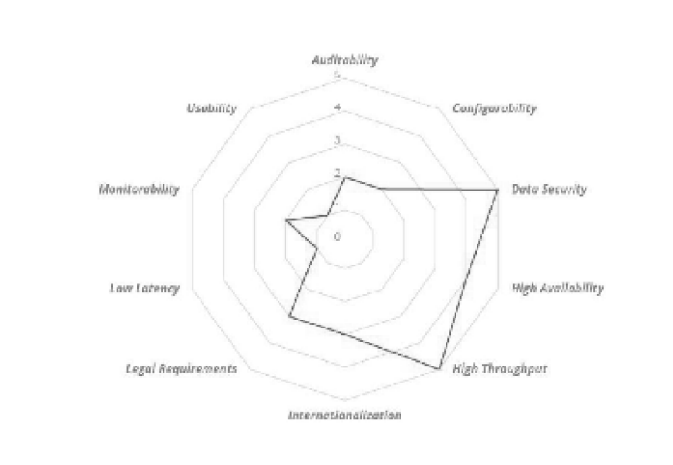 Auditability
5
Usability
Configurability
4
3
2
Monitorability
Data Security
1
0
Low Latency
High Availability
Legal Requirements
High Throughput
Internationalization